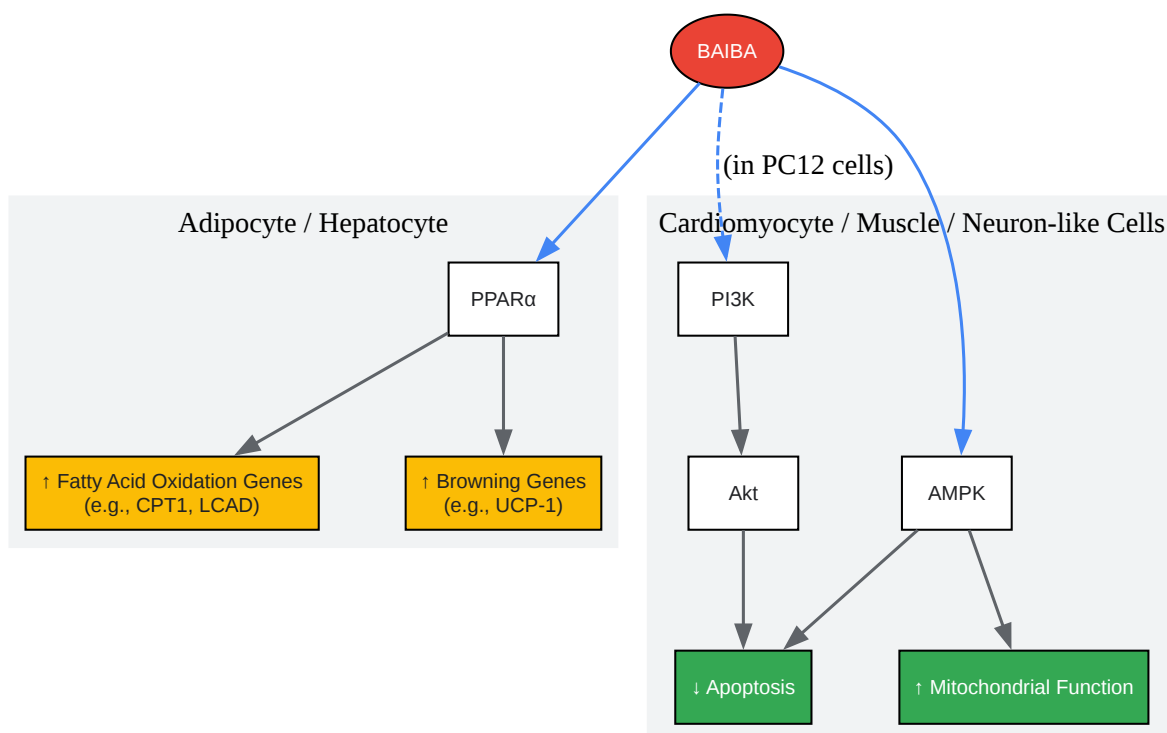 BAIBA
(in PC12 cells)
Adipocyte / Hepatocyte
Cardiomyocyte / Muscle / Neuron-like Cells
PPARα
PI3K
↑ Fatty Acid Oxidation Genes
(e.g., CPT1, LCAD)
↑ Browning Genes
(e.g., UCP-1)
Akt
AMPK
↓ Apoptosis
↑ Mitochondrial Function